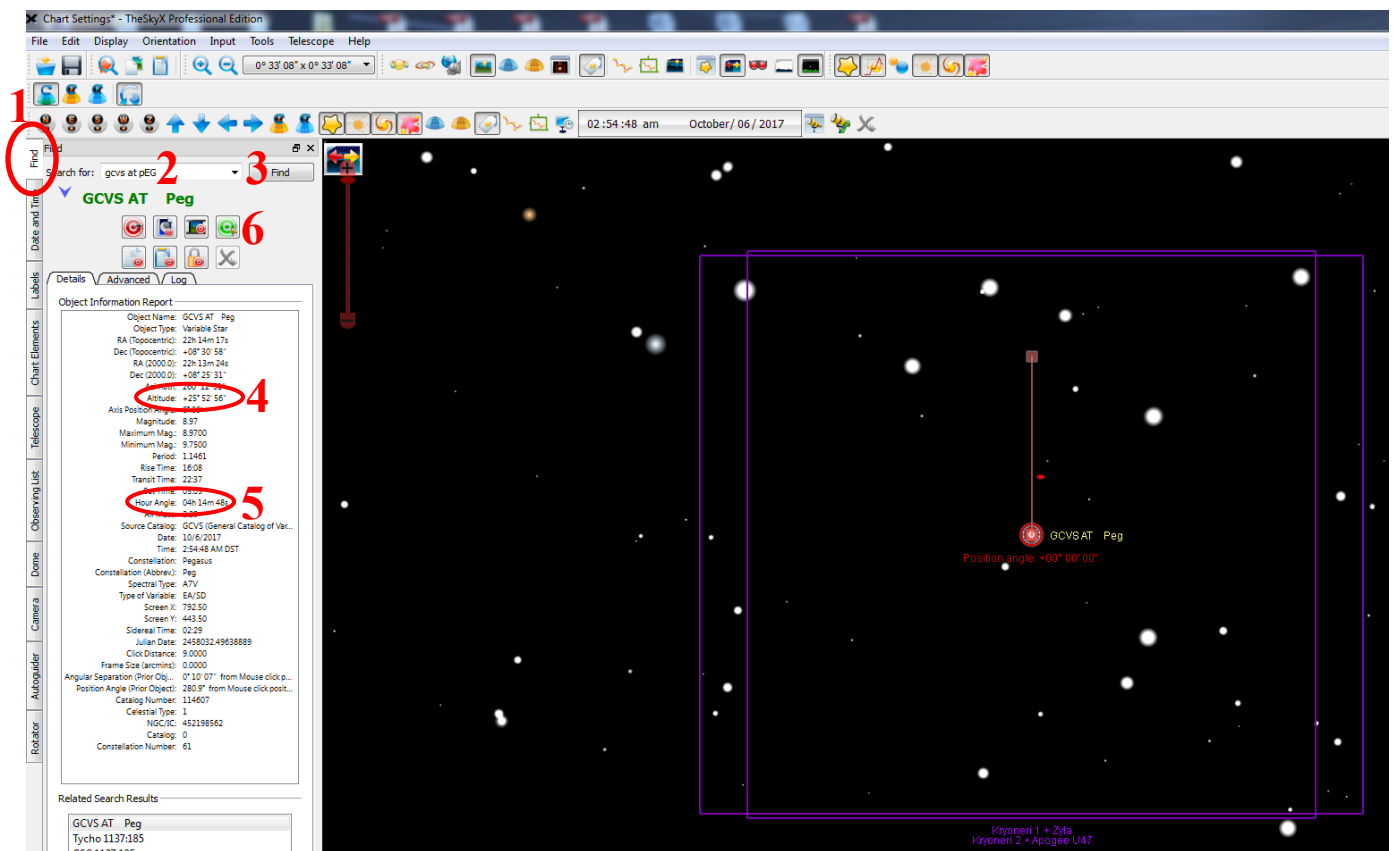 Chart Settings* - TheSkyX Professional Edition
File Edit Display Orientation Input Tools Telescope Help
0° 33' 08" x 0° 33' 08"
1
02:54:48 am October/ 06/ 2017
Find
Search for: gcvs at pEG 2 3 Find
GCVS AT Peg
6
Details Advanced Log
Object Information Report
Object Name: GCVS AT Peg
Object Type: Variable Star
RA (Topocentric): 22h 14m 17s
Dec (Topocentric): +08° 30' 58"
RA (2000.0): 22h 13m 24s
Dec (2000.0): +08° 25' 31"
Altitude: +25° 52' 56" 4
Axis Position Angle:
Magnitude: 8.97
Maximum Mag.: 8.9700
Minimum Mag.: 9.7500
Period: 1.1461
Rise Time: 16:08
Transit Time: 22:37
Hour Angle: 04h 14m 48s 5
Source Catalog: GCVS (General Catalog of Var...
Date: 10/6/2017
Time: 2:54:48 AM DST
Constellation: Pegasus
Constellation (Abbrev.): Peg
Spectral Type: A7V
Type of Variable: EA/SD
Screen X: 792.50
Screen Y: 443.50
Sidereal Time: 02:29
Julian Date: 2458032.49638889
Click Distance: 9.0000
Frame Size (arcmins): 0.0000
Angular Separation (Prior Obj... 0° 10' 07" from Mouse click p...
Position Angle (Prior Object): 280.9° from Mouse click posit...
Catalog Number: 114607
Celestial Type: 1
NGC/IC: 452198562
Catalog: 0
Constellation Number: 61
Related Search Results
GCVS AT Peg
Tycho 1137:185
Find
Date and Time
Labels
Chart Elements
Telescope
Observing List
Dome
Camera
Autoguider
Rotator
GCVS AT Peg
Position angle: +00° 00' 00"
Kryoneri 1 + Zyla
Kryoneri 2 + Apogee U47